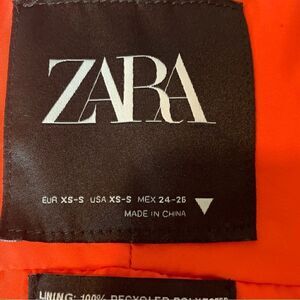 ZARA
EUR XS-S USA XS-S MEX 24-26
MADE IN CHINA
LINING: 100% RECYCLED POLYESTER